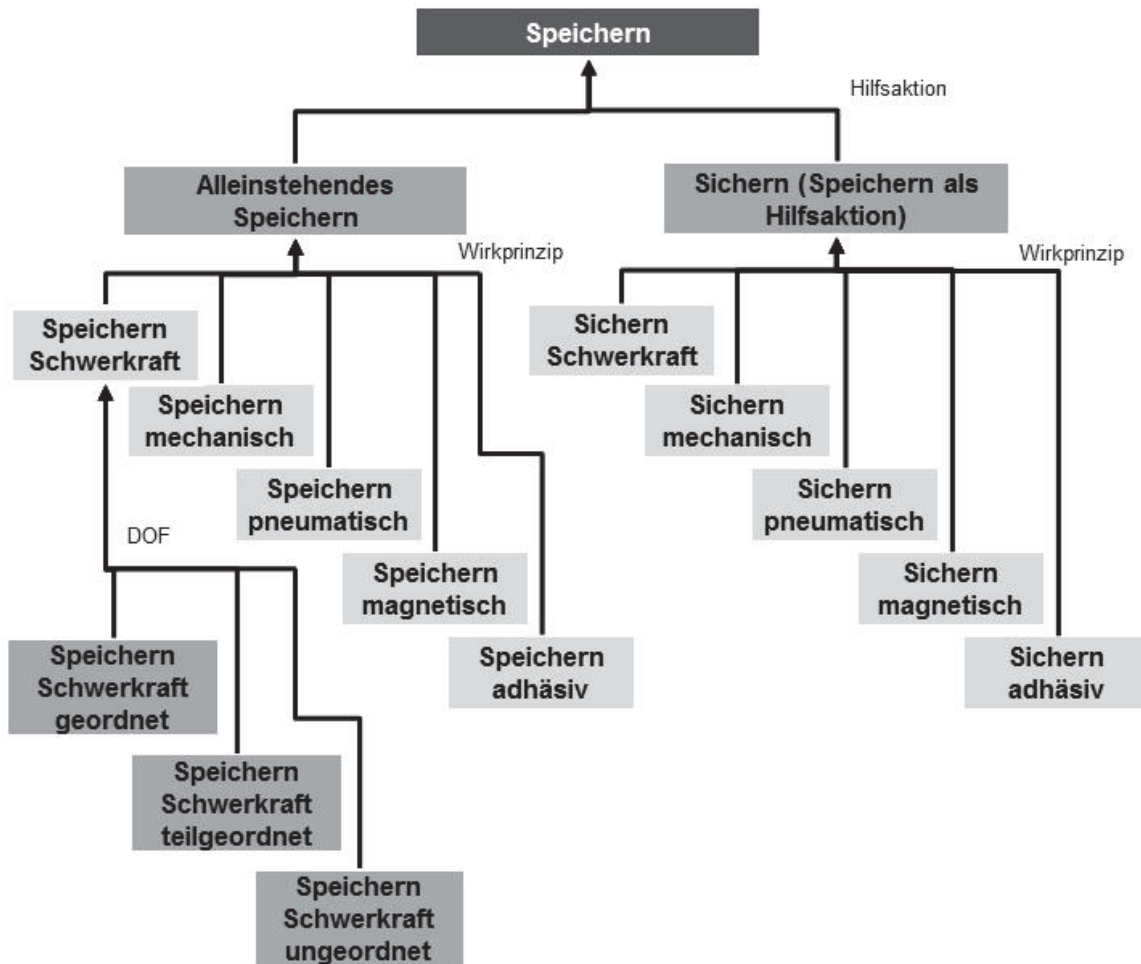 Speichern
Hilfsaktion
Alleinstehendes
Speichern
Sichern (Speichern als
Hilfsaktion)
Wirkprinzip
Wirkprinzip
Speichern
Schwerkraft
Speichern
mechanisch
Speichern
pneumatisch
Speichern
magnetisch
Speichern
adhäsiv
Sichern
Schwerkraft
Sichern
mechanisch
Sichern
pneumatisch
Sichern
magnetisch
Sichern
adhäsiv
DOF
Speichern
Schwerkraft
geordnet
Speichern
Schwerkraft
teilgeordnet
Speichern
Schwerkraft
ungeordnet